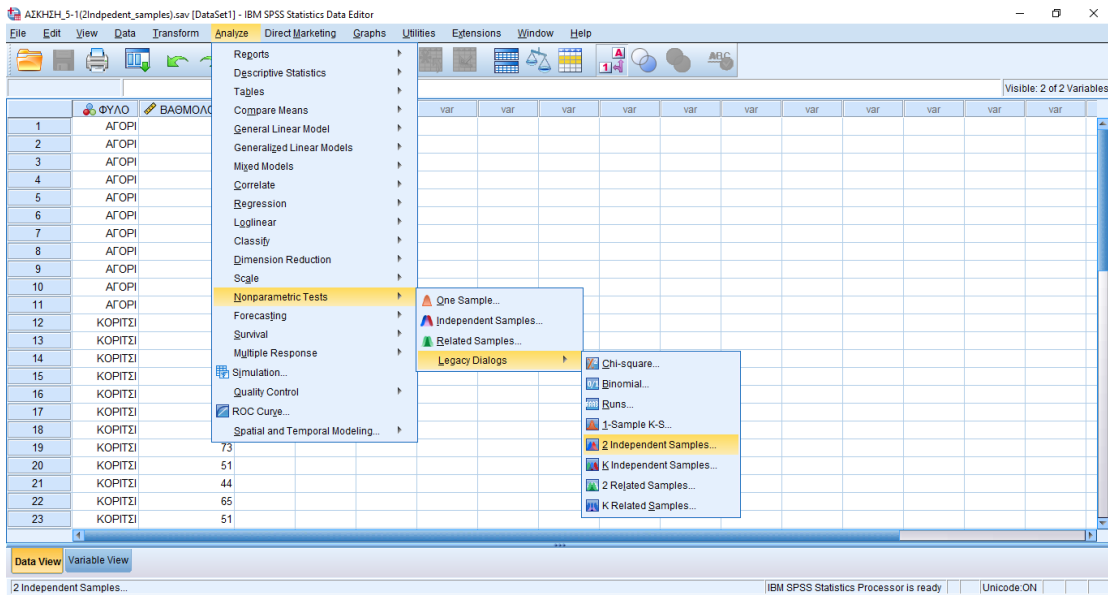 ΑΣΚΗΣΗ_5-1(2Indpedent_samples).sav [DataSet1] - IBM SPSS Statistics Data Editor
File Edit View Data Transform Analyze Direct Marketing Graphs Utilities Extensions Window Help
Visible: 2 of 2 Variables
ΦΥΛΟ ΒΑΘΜΟΛΟ var var var var var var var var var var var
1 ΑΓΟΡΙ
2 ΑΓΟΡΙ
3 ΑΓΟΡΙ
4 ΑΓΟΡΙ
5 ΑΓΟΡΙ
6 ΑΓΟΡΙ
7 ΑΓΟΡΙ
8 ΑΓΟΡΙ
9 ΑΓΟΡΙ
10 ΑΓΟΡΙ
11 ΑΓΟΡΙ
12 ΚΟΡΙΤΣΙ
13 ΚΟΡΙΤΣΙ
14 ΚΟΡΙΤΣΙ
15 ΚΟΡΙΤΣΙ
16 ΚΟΡΙΤΣΙ
17 ΚΟΡΙΤΣΙ
18 ΚΟΡΙΤΣΙ
19 ΚΟΡΙΤΣΙ 73
20 ΚΟΡΙΤΣΙ 51
21 ΚΟΡΙΤΣΙ 44
22 ΚΟΡΙΤΣΙ 65
23 ΚΟΡΙΤΣΙ 51
Reports
Descriptive Statistics
Tables
Compare Means
General Linear Model
Generalized Linear Models
Mixed Models
Correlate
Regression
Loglinear
Classify
Dimension Reduction
Scale
Nonparametric Tests
Forecasting
Survival
Multiple Response
Simulation...
Quality Control
ROC Curve...
Spatial and Temporal Modeling...
One Sample...
Independent Samples...
Related Samples...
Legacy Dialogs
Chi-square...
Binomial...
Runs...
1-Sample K-S...
2 Independent Samples...
K Independent Samples...
2 Related Samples...
K Related Samples...
Data View Variable View
2 Independent Samples... IBM SPSS Statistics Processor is ready Unicode:ON